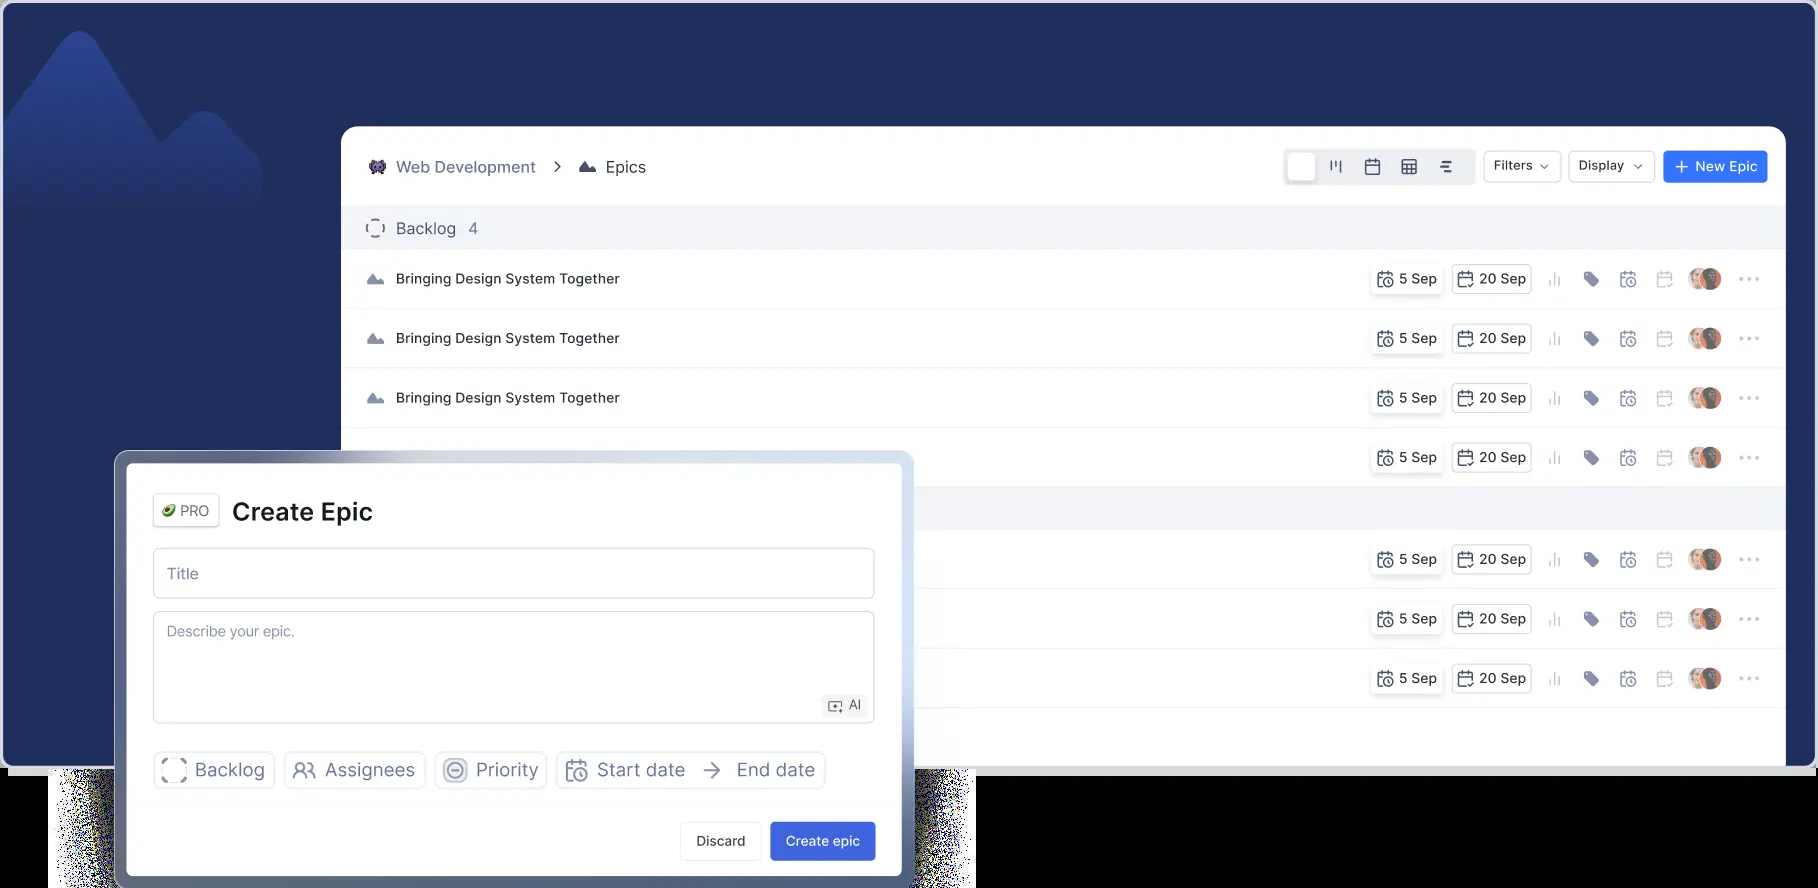 Web Development > Epics
Filters Display + New Epic
Backlog 4
Bringing Design System Together 5 Sep 20 Sep
Bringing Design System Together 5 Sep 20 Sep
Bringing Design System Together 5 Sep 20 Sep
5 Sep 20 Sep
5 Sep 20 Sep
5 Sep 20 Sep
5 Sep 20 Sep
PRO Create Epic
Title
Describe your epic.
AI
Backlog Assignees Priority Start date → End date
Discard Create epic